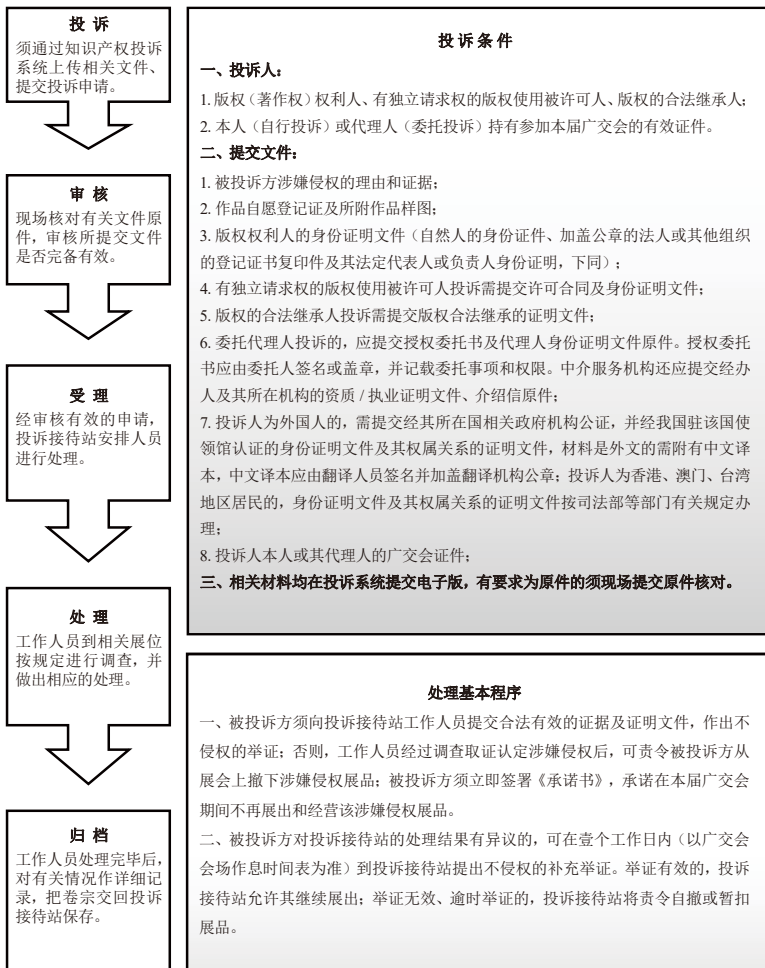 投 诉
须通过知识产权投诉
系统上传相关文件、
提交投诉申请。
审 核
现场核对有关文件原
件，审核所提交文件
是否完备有效。
受 理
经审核有效的申请，
投诉接待站安排人员
进行处理。
处 理
工作人员到相关展位
按规定进行调查，并
做出相应的处理。
归 档
工作人员处理完毕后，
对有关情况作详细记
录，把卷宗交回投诉
接待站保存。
投 诉 条 件
一、投诉人：
1. 版权（著作权）权利人、有独立请求权的版权使用被许可人、版权的合法继承人；
2. 本人（自行投诉）或代理人（委托投诉）持有参加本届广交会的有效证件。
二、提交文件：
1. 被投诉方涉嫌侵权的理由和证据；
2. 作品自愿登记证及所附作品样图；
3. 版权权利人的身份证明文件（自然人的身份证件、加盖公章的法人或其他组织
的登记证书复印件及其法定代表人或负责人身份证明，下同）；
4. 有独立请求权的版权使用被许可人投诉需提交许可合同及身份证明文件；
5. 版权的合法继承人投诉需提交版权合法继承的证明文件；
6. 委托代理人投诉的，应提交授权委托书及代理人身份证明文件原件。授权委托
书应由委托人签名或盖章，并记载委托事项和权限。中介服务机构还应提交经办
人及其所在机构的资质 / 执业证明文件、介绍信原件；
7. 投诉人为外国人的，需提交经其所在国相关政府机构公证，并经我国驻该国使
领馆认证的身份证明文件及其权属关系的证明文件，材料是外文的需附有中文译
本，中文译本应由翻译人员签名并加盖翻译机构公章；投诉人为香港、澳门、台湾
地区居民的，身份证明文件及其权属关系的证明文件按司法部等部门有关规定办
理；
8. 投诉人本人或其代理人的广交会证件；
三、相关材料均在投诉系统提交电子版，有要求为原件的须现场提交原件核对。
处理基本程序
一、被投诉方须向投诉接待站工作人员提交合法有效的证据及证明文件，作出不
侵权的举证；否则，工作人员经过调查取证认定涉嫌侵权后，可责令被投诉方从
展会上撤下涉嫌侵权展品；被投诉方须立即签署《承诺书》，承诺在本届广交会
期间不再展出和经营该涉嫌侵权展品。
二、被投诉方对投诉接待站的处理结果有异议的，可在壹个工作日内（以广交会
会场作息时间表为准）到投诉接待站提出不侵权的补充举证。举证有效的，投诉
接待站允许其继续展出；举证无效、逾时举证的，投诉接待站将责令自撤或暂扣
展品。